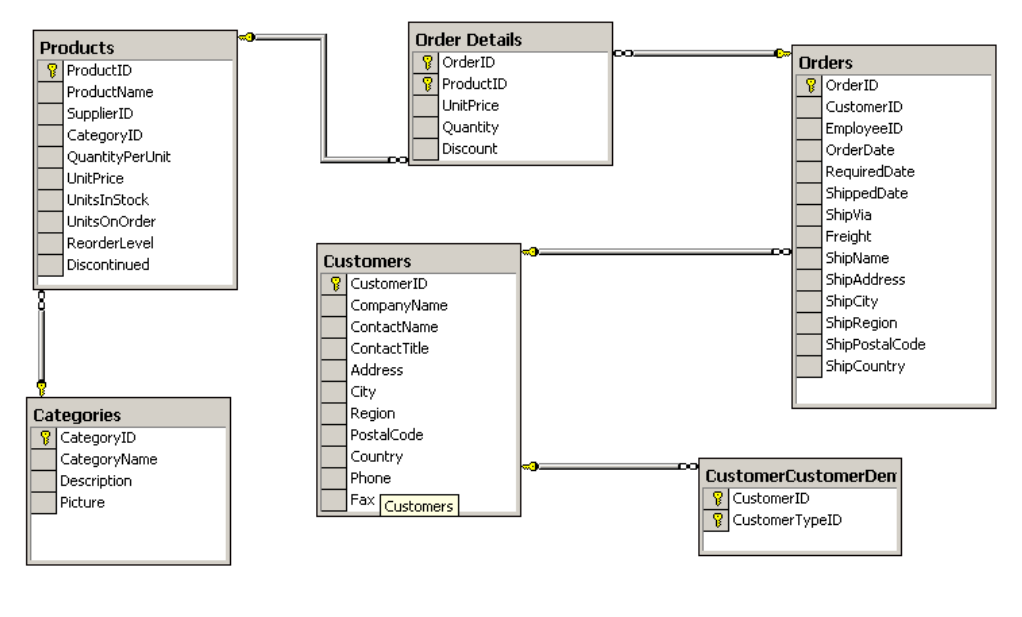 Products
ProductID
ProductName
SupplierID
CategoryID
QuantityPerUnit
UnitPrice
UnitsInStock
UnitsOnOrder
ReorderLevel
Discontinued
Order Details
OrderID
ProductID
UnitPrice
Quantity
Discount
Orders
OrderID
CustomerID
EmployeeID
OrderDate
RequiredDate
ShippedDate
ShipVia
Freight
ShipName
ShipAddress
ShipCity
ShipRegion
ShipPostalCode
ShipCountry
Customers
CustomerID
CompanyName
ContactName
ContactTitle
Address
City
Region
PostalCode
Country
Phone
Fax
Customers
Categories
CategoryID
CategoryName
Description
Picture
CustomerCustomerDem
CustomerID
CustomerTypeID